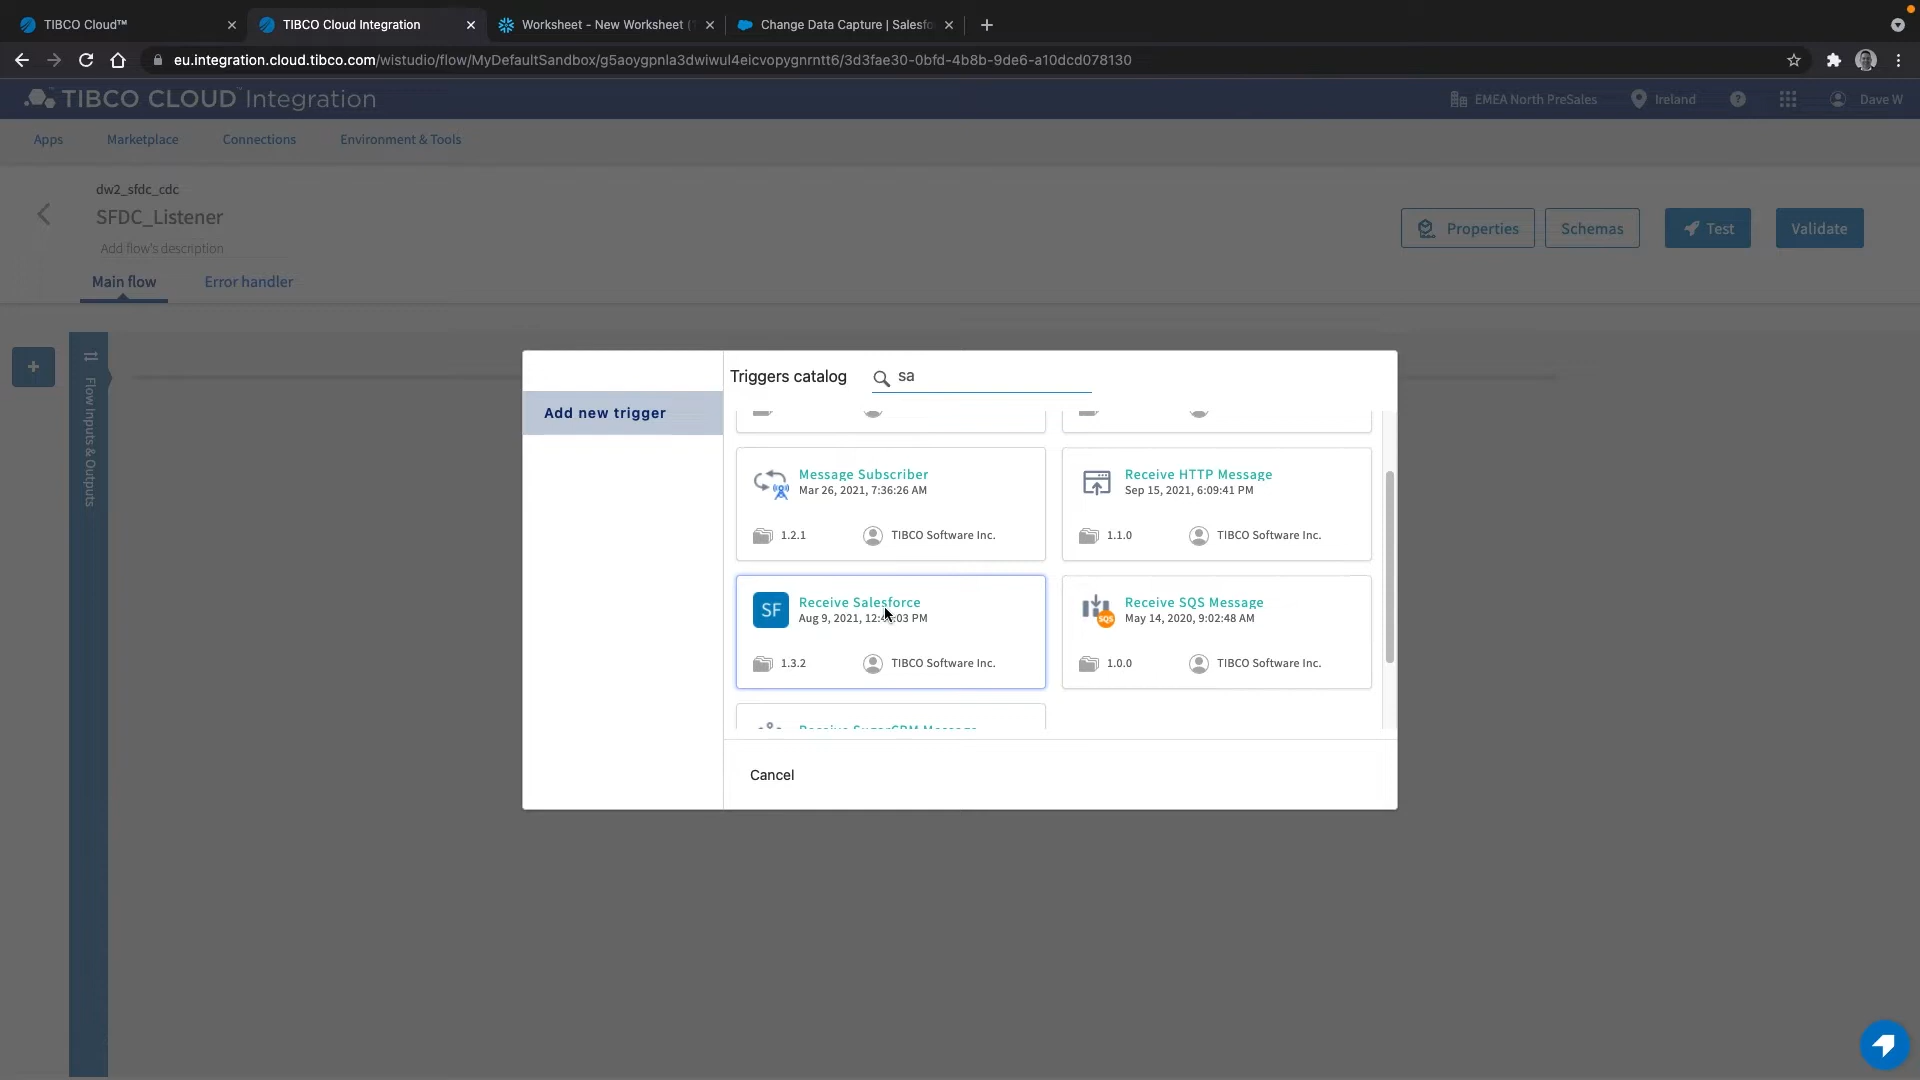 TIBCO Cloud™
TIBCO Cloud Integration
Worksheet - New Worksheet (
Change Data Capture | Salesfo
eu.integration.cloud.tibco.com/wistudio/flow/MyDefaultSandbox/g5aoygpnla3dwiwul4eicvopygnrntt6/3d3fae30-0bfd-4b8b-9de6-a10dcd078130
TIBCO CLOUD™ Integration
EMEA North PreSales
Ireland
Dave W
Apps
Marketplace
Connections
Environment & Tools
dw2_sfdc_cdc
SFDC_Listener
Add flow's description
Properties
Schemas
Test
Validate
Main flow
Error handler
Flow Inputs & Outputs
Triggers catalog
sa
Add new trigger
Message Subscriber
Mar 26, 2021, 7:36:26 AM
1.2.1
TIBCO Software Inc.
Receive HTTP Message
Sep 15, 2021, 6:09:41 PM
1.1.0
TIBCO Software Inc.
SF
Receive Salesforce
Aug 9, 2021, :03 PM
1.3.2
TIBCO Software Inc.
SQS
Receive SQS Message
May 14, 2020, 9:02:48 AM
1.0.0
TIBCO Software Inc.
Receive SugarCRM Message
Cancel